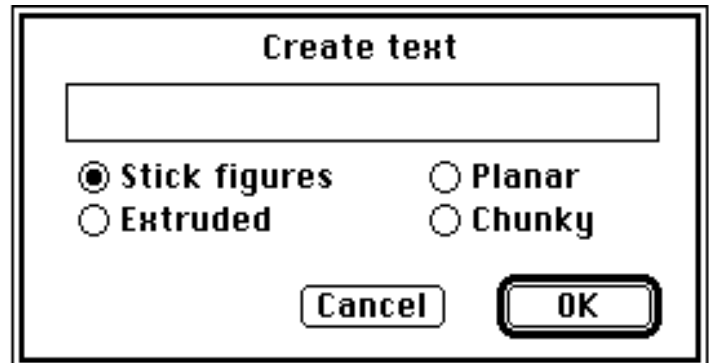 Create text
Stick figures Planar
Extruded Chunky
Cancel OK